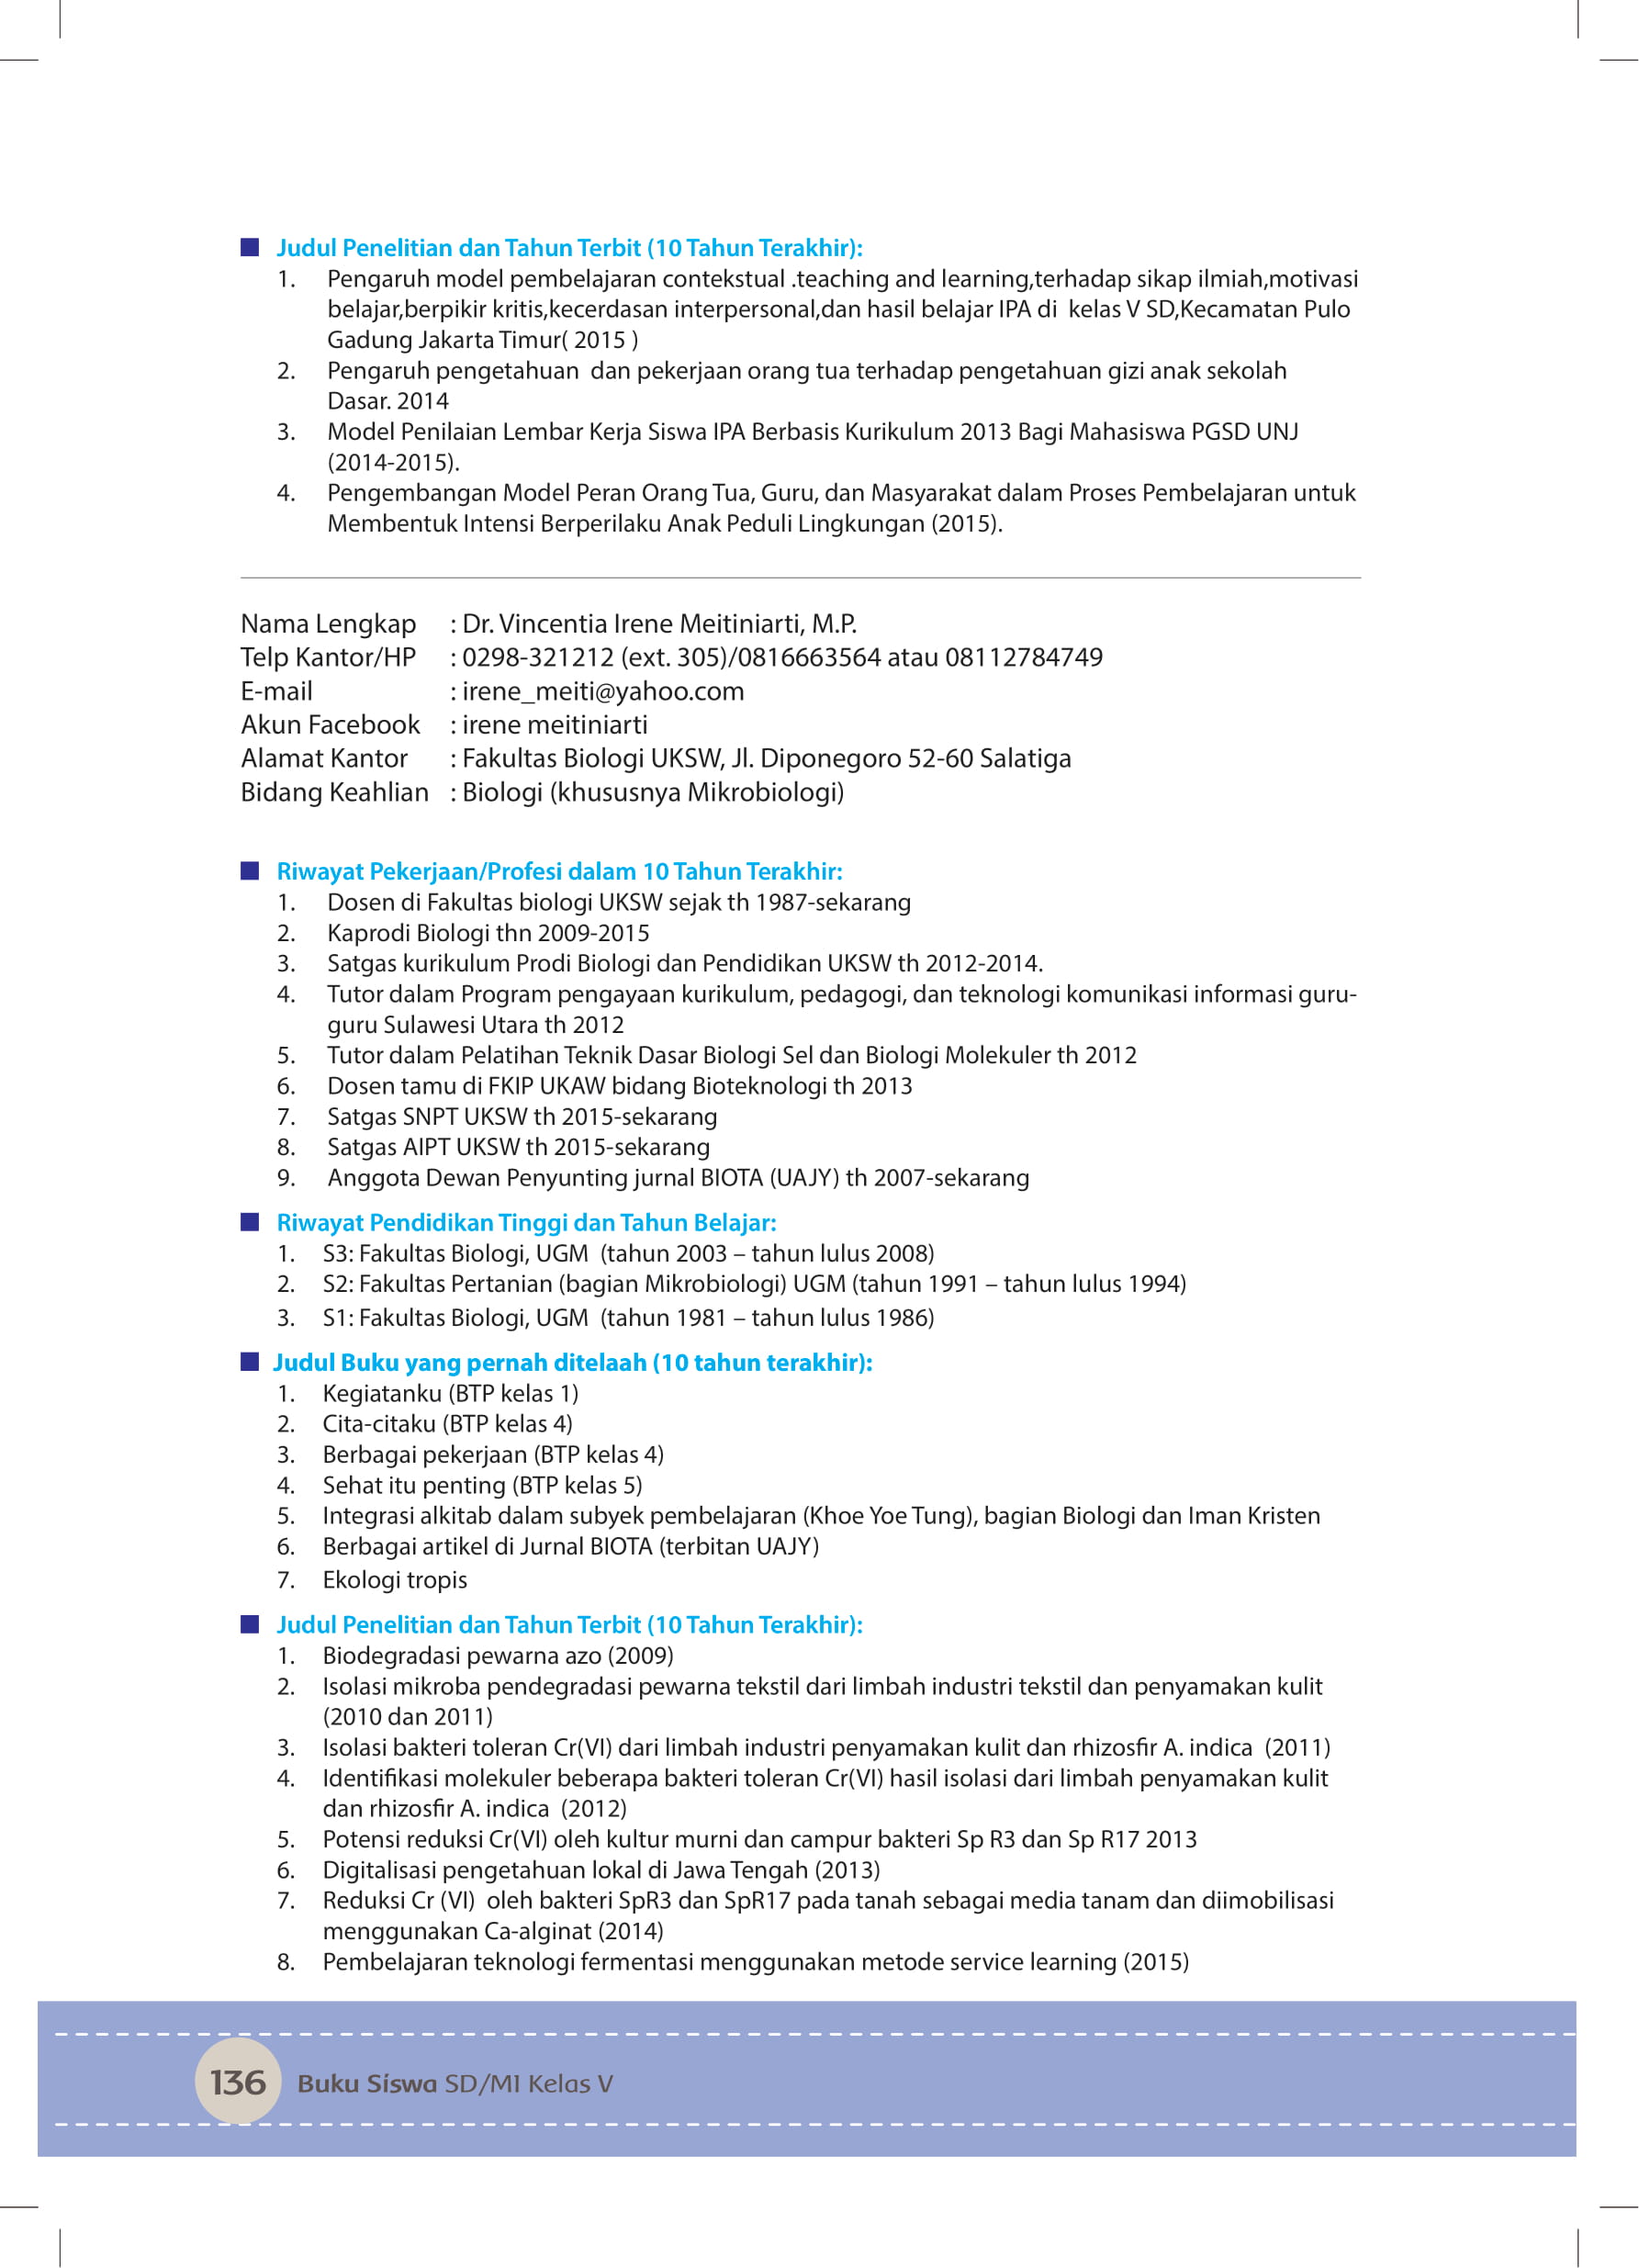 Judul Penelitian dan Tahun Terbit (10 Tahun Terakhir):
1. Pengaruh model pembelajaran contekstual .teaching and learning,terhadap sikap ilmiah,motivasi
belajar,berpikir kritis,kecerdasan interpersonal,dan hasil belajar IPA di kelas V SD,Kecamatan Pulo
Gadung Jakarta Timur( 2015 )
2. Pengaruh pengetahuan dan pekerjaan orang tua terhadap pengetahuan gizi anak sekolah
Dasar. 2014
3. Model Penilaian Lembar Kerja Siswa IPA Berbasis Kurikulum 2013 Bagi Mahasiswa PGSD UNJ
(2014-2015).
4. Pengembangan Model Peran Orang Tua, Guru, dan Masyarakat dalam Proses Pembelajaran untuk
Membentuk Intensi Berperilaku Anak Peduli Lingkungan (2015).
Nama Lengkap : Dr. Vincentia Irene Meitiniarti, M.P.
Telp Kantor/HP : 0298-321212 (ext. 305)/0816663564 atau 08112784749
E-mail : irene_meiti@yahoo.com
Akun Facebook : irene meitiniarti
Alamat Kantor : Fakultas Biologi UKSW, Jl. Diponegoro 52-60 Salatiga
Bidang Keahlian : Biologi (khususnya Mikrobiologi)
Riwayat Pekerjaan/Profesi dalam 10 Tahun Terakhir:
1. Dosen di Fakultas biologi UKSW sejak th 1987-sekarang
2. Kaprodi Biologi thn 2009-2015
3. Satgas kurikulum Prodi Biologi dan Pendidikan UKSW th 2012-2014.
4. Tutor dalam Program pengayaan kurikulum, pedagogi, dan teknologi komunikasi informasi guru-
guru Sulawesi Utara th 2012
5. Tutor dalam Pelatihan Teknik Dasar Biologi Sel dan Biologi Molekuler th 2012
6. Dosen tamu di FKIP UKAW bidang Bioteknologi th 2013
7. Satgas SNPT UKSW th 2015-sekarang
8. Satgas AIPT UKSW th 2015-sekarang
9. Anggota Dewan Penyunting jurnal BIOTA (UAJY) th 2007-sekarang
Riwayat Pendidikan Tinggi dan Tahun Belajar:
1. S3: Fakultas Biologi, UGM (tahun 2003 – tahun lulus 2008)
2. S2: Fakultas Pertanian (bagian Mikrobiologi) UGM (tahun 1991 – tahun lulus 1994)
3. S1: Fakultas Biologi, UGM (tahun 1981 – tahun lulus 1986)
Judul Buku yang pernah ditelaah (10 tahun terakhir):
1. Kegiatanku (BTP kelas 1)
2. Cita-citaku (BTP kelas 4)
3. Berbagai pekerjaan (BTP kelas 4)
4. Sehat itu penting (BTP kelas 5)
5. Integrasi alkitab dalam subyek pembelajaran (Khoe Yoe Tung), bagian Biologi dan Iman Kristen
6. Berbagai artikel di Jurnal BIOTA (terbitan UAJY)
7. Ekologi tropis
Judul Penelitian dan Tahun Terbit (10 Tahun Terakhir):
1. Biodegradasi pewarna azo (2009)
2. Isolasi mikroba pendegradasi pewarna tekstil dari limbah industri tekstil dan penyamakan kulit
(2010 dan 2011)
3. Isolasi bakteri toleran Cr(VI) dari limbah industri penyamakan kulit dan rhizosfir A. indica (2011)
4. Identifikasi molekuler beberapa bakteri toleran Cr(VI) hasil isolasi dari limbah penyamakan kulit
dan rhizosfir A. indica (2012)
5. Potensi reduksi Cr(VI) oleh kultur murni dan campur bakteri Sp R3 dan Sp R17 2013
6. Digitalisasi pengetahuan lokal di Jawa Tengah (2013)
7. Reduksi Cr (VI) oleh bakteri SpR3 dan SpR17 pada tanah sebagai media tanam dan diimobilisasi
menggunakan Ca-alginat (2014)
8. Pembelajaran teknologi fermentasi menggunakan metode service learning (2015)
136 Buku Siswa SD/MI Kelas V